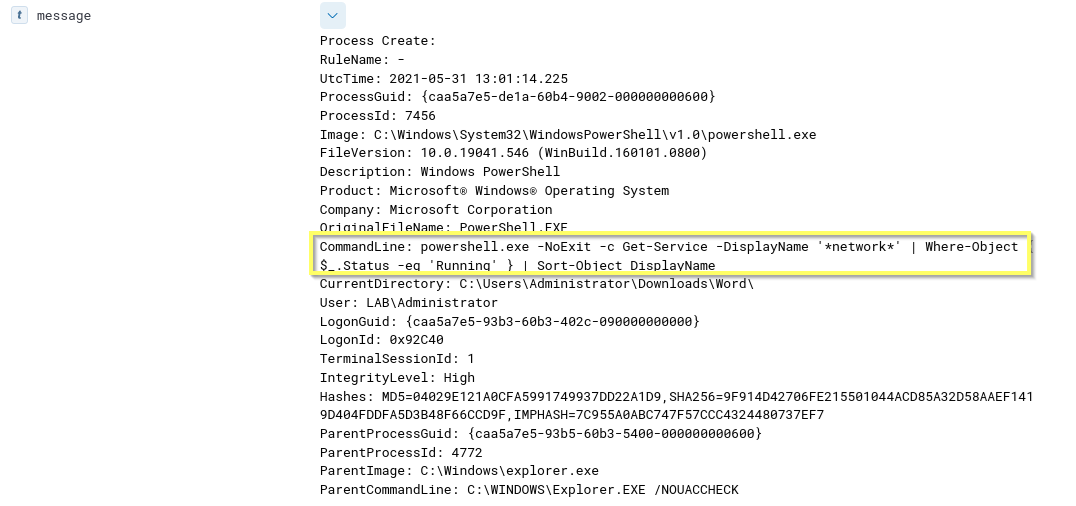 t message
Process Create:
RuleName: -
UtcTime: 2021-05-31 13:01:14.225
ProcessGuid: {caa5a7e5-de1a-60b4-9002-000000000600}
ProcessId: 7456
Image: C:\Windows\System32\WindowsPowerShell\v1.0\powershell.exe
FileVersion: 10.0.19041.546 (WinBuild.160101.0800)
Description: Windows PowerShell
Product: Microsoft® Windows® Operating System
Company: Microsoft Corporation
OriginalFileName: PowerShell.EXE
CommandLine: powershell.exe -NoExit -c Get-Service -DisplayName '*network*' | Where-Object {
$_.Status -eq 'Running' } | Sort-Object DisplayName
CurrentDirectory: C:\Users\Administrator\Downloads\Word\
User: LAB\Administrator
LogonGuid: {caa5a7e5-93b3-60b3-402c-090000000000}
LogonId: 0x92C40
TerminalSessionId: 1
IntegrityLevel: High
Hashes: MD5=04029E121A0CFA5991749937DD22A1D9,SHA256=9F914D42706FE215501044ACD85A32D58AAEF141
9D404FDDFA5D3B48F66CCD9F,IMPHASH=7C955A0ABC747F57CCC4324480737EF7
ParentProcessGuid: {caa5a7e5-93b5-60b3-5400-000000000600}
ParentProcessId: 4772
ParentImage: C:\Windows\explorer.exe
ParentCommandLine: C:\WINDOWS\Explorer.EXE /NOUACCHECK